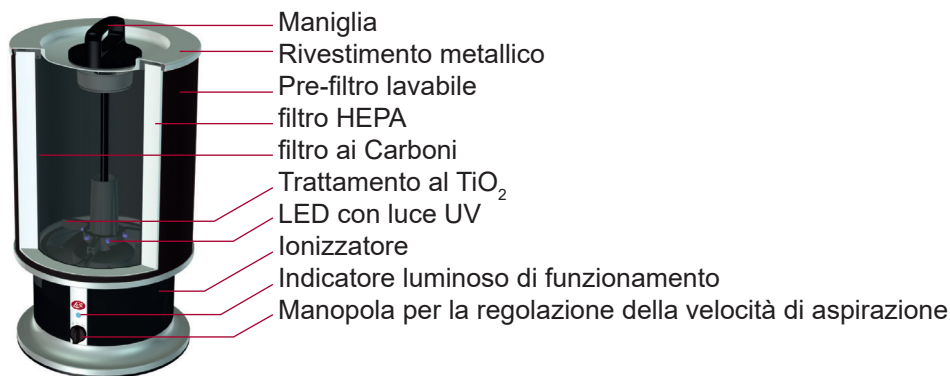 Maniglia
Rivestimento metallico
Pre-filtro lavabile
filtro HEPA
filtro ai Carboni
Trattamento al TiO₂
LED con luce UV
Ionizzatore
Indicatore luminoso di funzionamento
Manopola per la regolazione della velocità di aspirazione